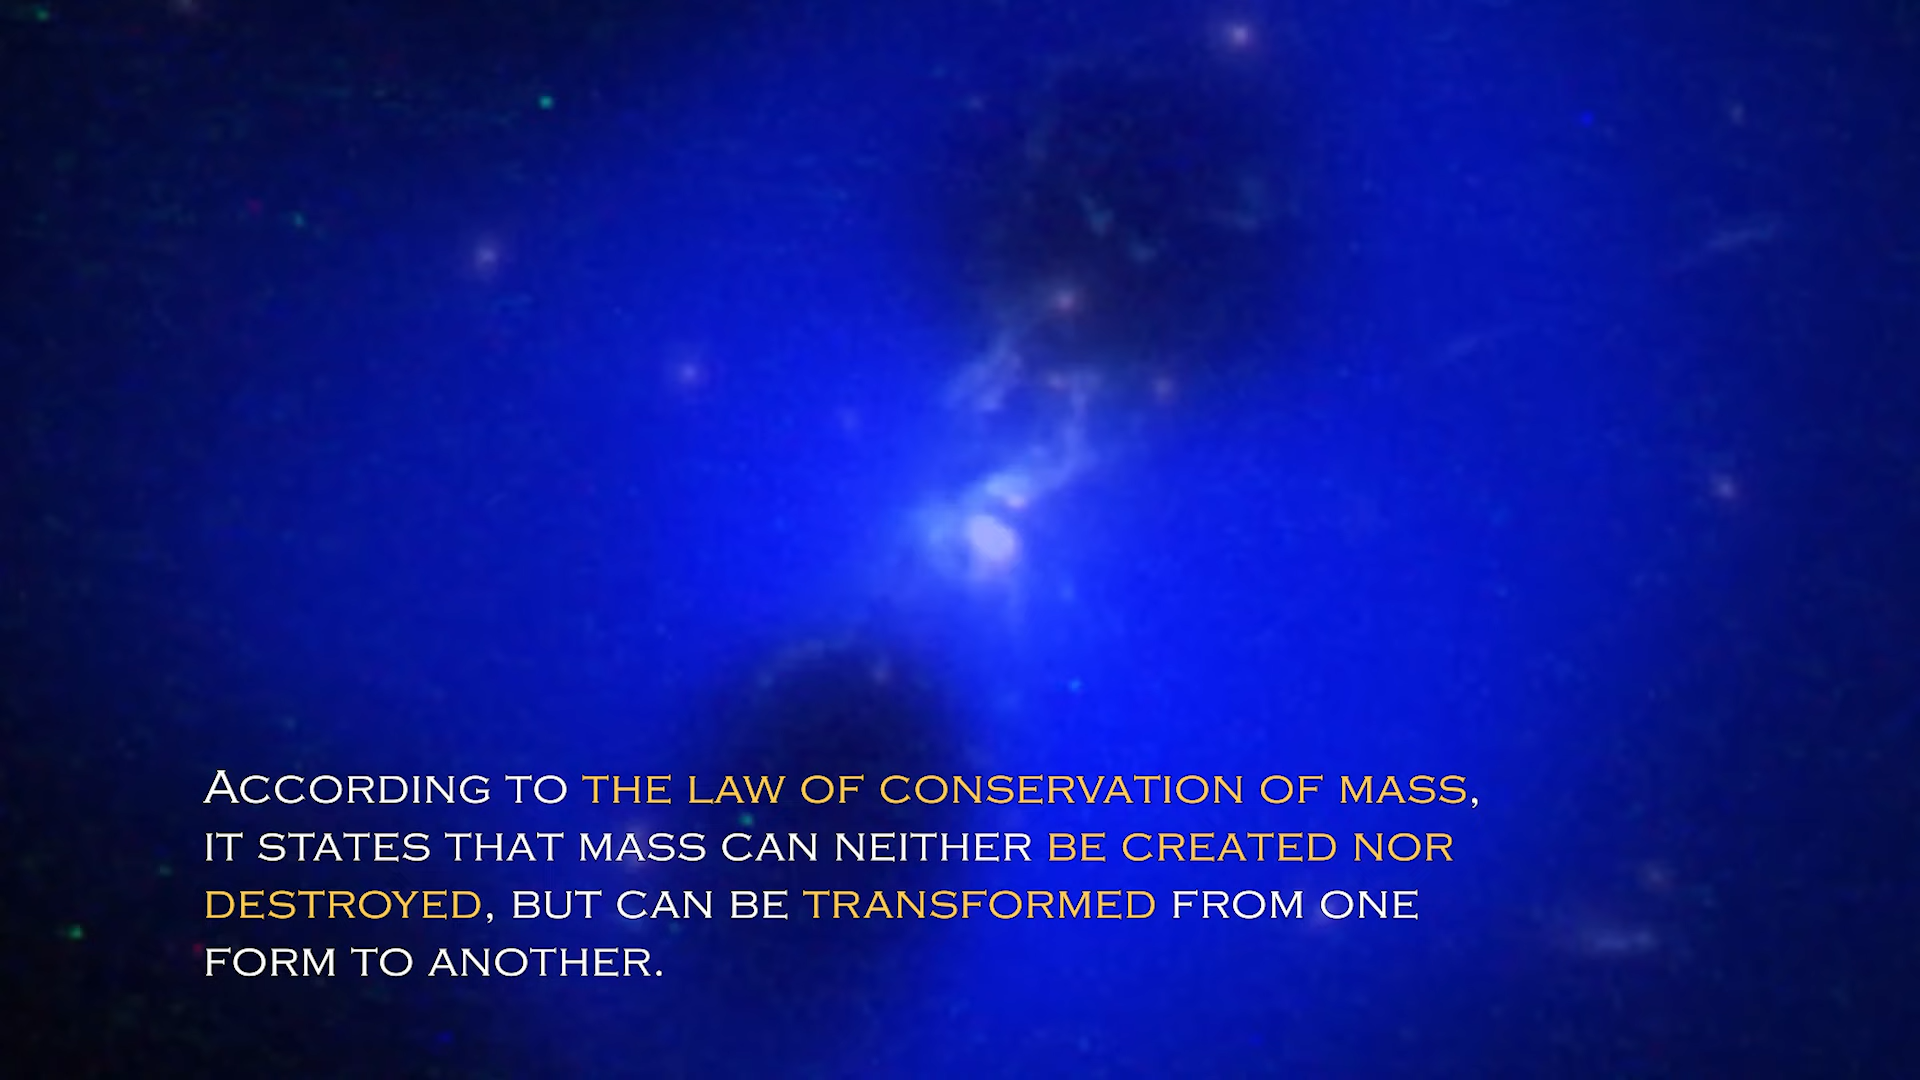 According to the law of conservation of mass,
it states that mass can neither be created nor
destroyed, but can be transformed from one
form to another.